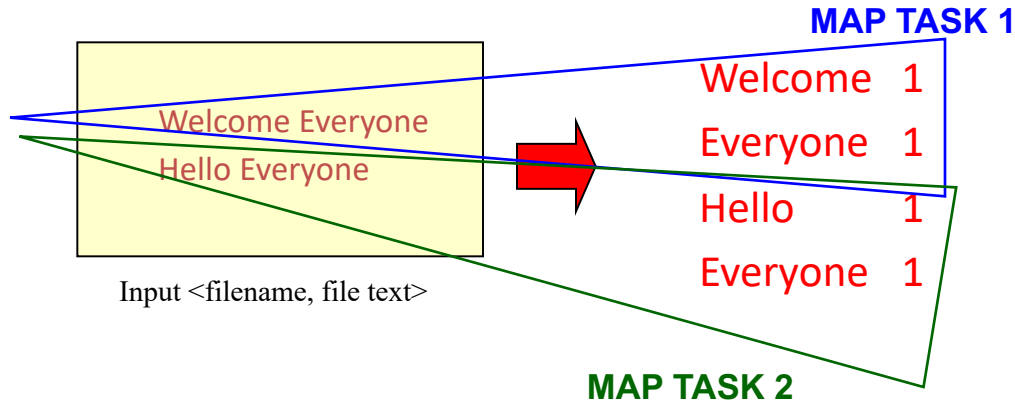 MAP TASK 1
Welcome 1
Welcome Everyone
Everyone 1
Hello Everyone
Hello 1
Everyone 1
Input <filename, file text>
MAP TASK 2